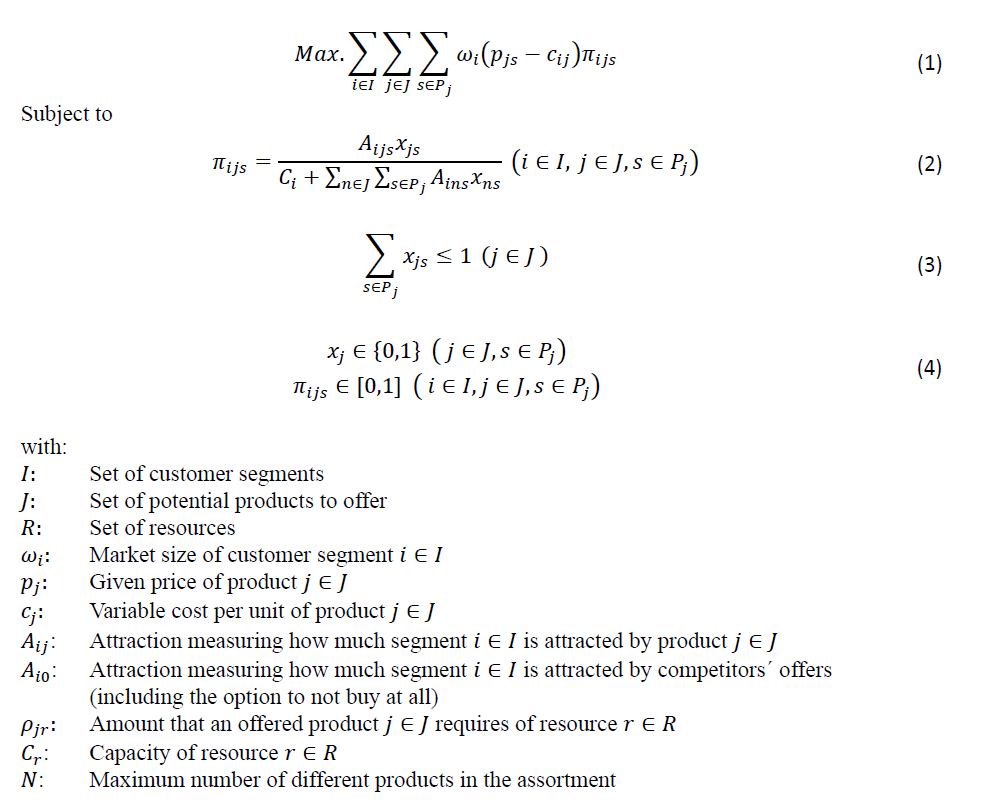 Max. ∑_{i∈I} ∑_{j∈J} ∑_{s∈P_j} ω_i(p_{js} − c_{ij})π_{ijs} (1)
Subject to
π_{ijs} = A_{ijs}x_{js} / (C_i + ∑_{n∈J} ∑_{s∈P_j} A_{ins}x_{ns}) (i ∈ I, j ∈ J, s ∈ P_j) (2)
∑_{s∈P_j} x_{js} ≤ 1 (j ∈ J) (3)
x_j ∈ {0,1} (j ∈ J, s ∈ P_j)
π_{ijs} ∈ [0,1] (i ∈ I, j ∈ J, s ∈ P_j) (4)
with:
I: Set of customer segments
J: Set of potential products to offer
R: Set of resources
ω_i: Market size of customer segment i ∈ I
p_j: Given price of product j ∈ J
c_j: Variable cost per unit of product j ∈ J
A_{ij}: Attraction measuring how much segment i ∈ I is attracted by product j ∈ J
A_{i0}: Attraction measuring how much segment i ∈ I is attracted by competitors´ offers
(including the option to not buy at all)
ρ_{jr}: Amount that an offered product j ∈ J requires of resource r ∈ R
C_r: Capacity of resource r ∈ R
N: Maximum number of different products in the assortment